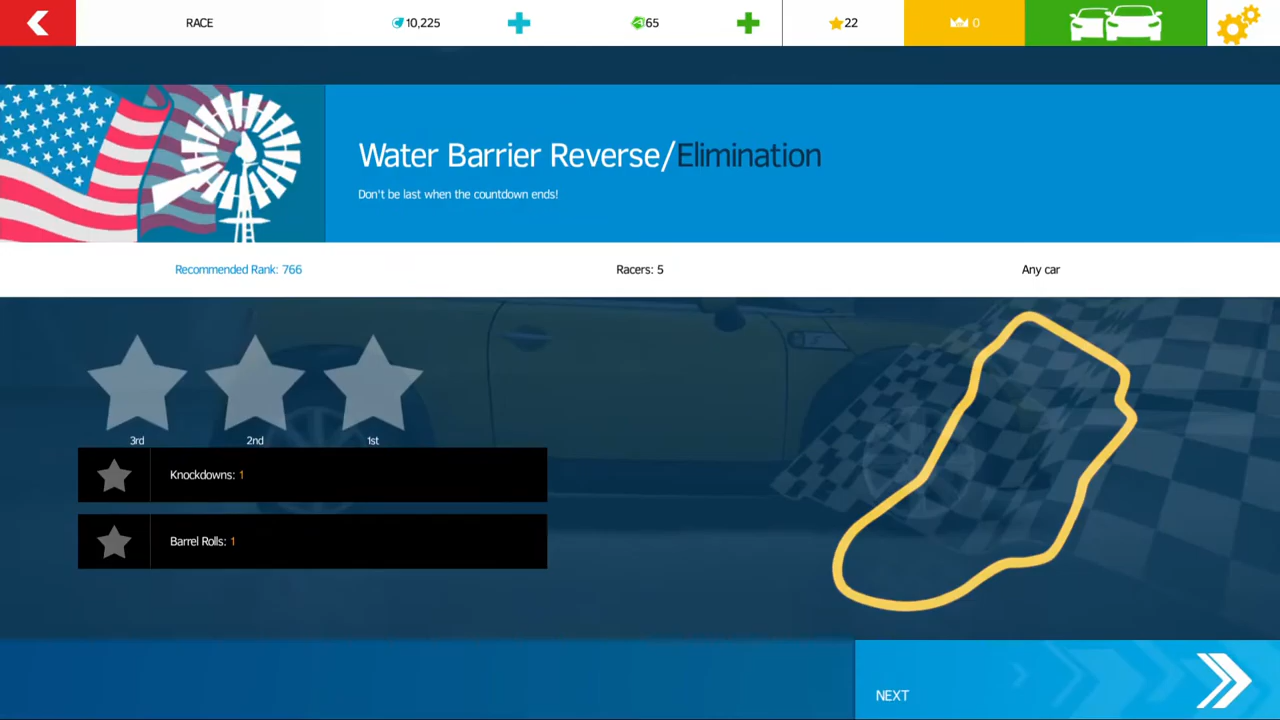 RACE
10,225
65
22
0
Water Barrier Reverse/Elimination
Don't be last when the countdown ends!
Recommended Rank: 766
Racers: 5
Any car
3rd
2nd
1st
Knockdowns: 1
Barrel Rolls: 1
NEXT